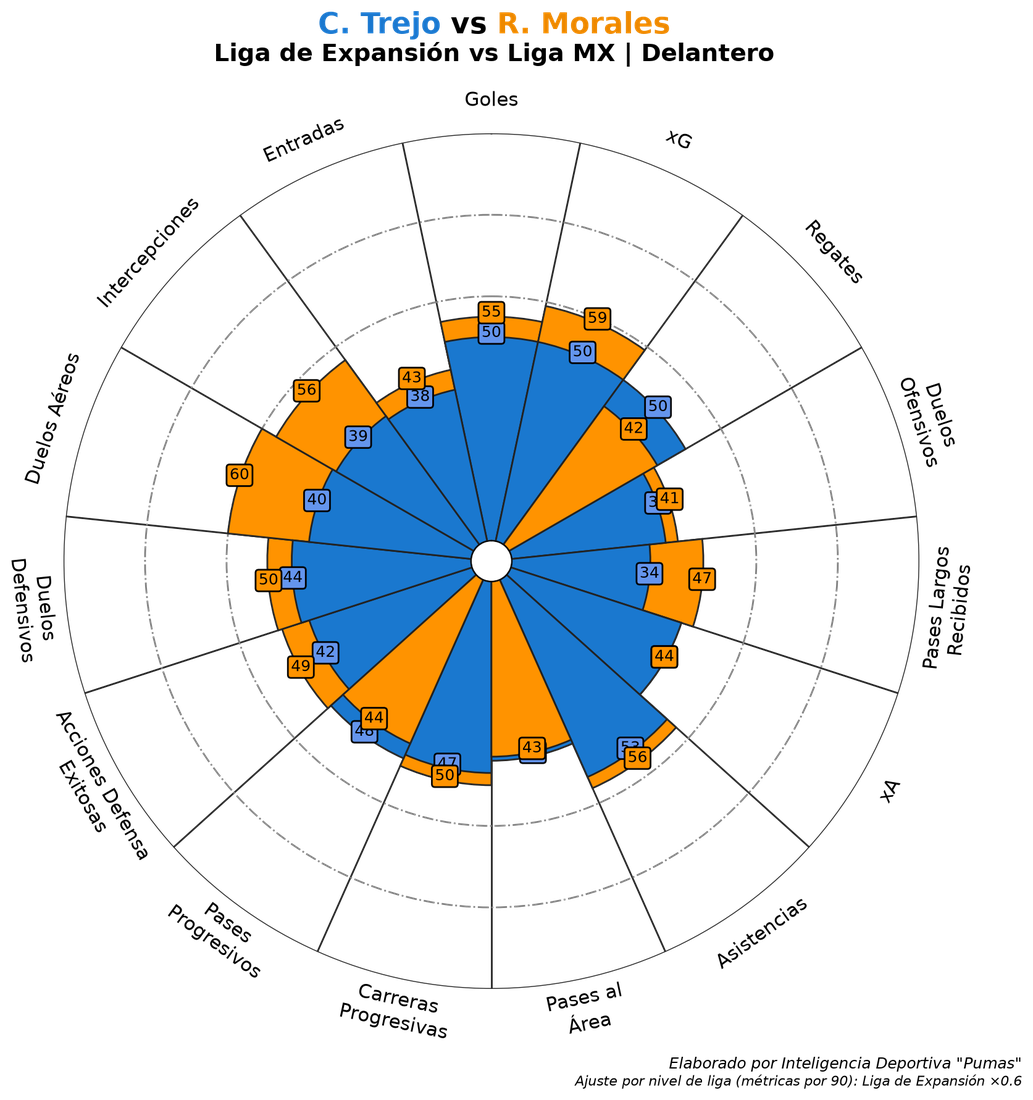 C. Trejo vs R. Morales
Liga de Expansión vs Liga MX | Delantero
Goles
xG
Regates
Duelos
Ofensivos
Pases Largos
Recibidos
xA
Asistencias
Pases al
Área
Carreras
Progresivas
Pases
Progresivos
Acciones Defensa
Exitosas
Duelos
Defensivos
Duelos Aéreos
Intercepciones
Entradas
55
50
59
50
50
42
41
34
47
44
53
56
43
47
50
48
44
42
49
44
50
40
60
39
56
38
43
Elaborado por Inteligencia Deportiva "Pumas"
Ajuste por nivel de liga (métricas por 90): Liga de Expansión ×0.6